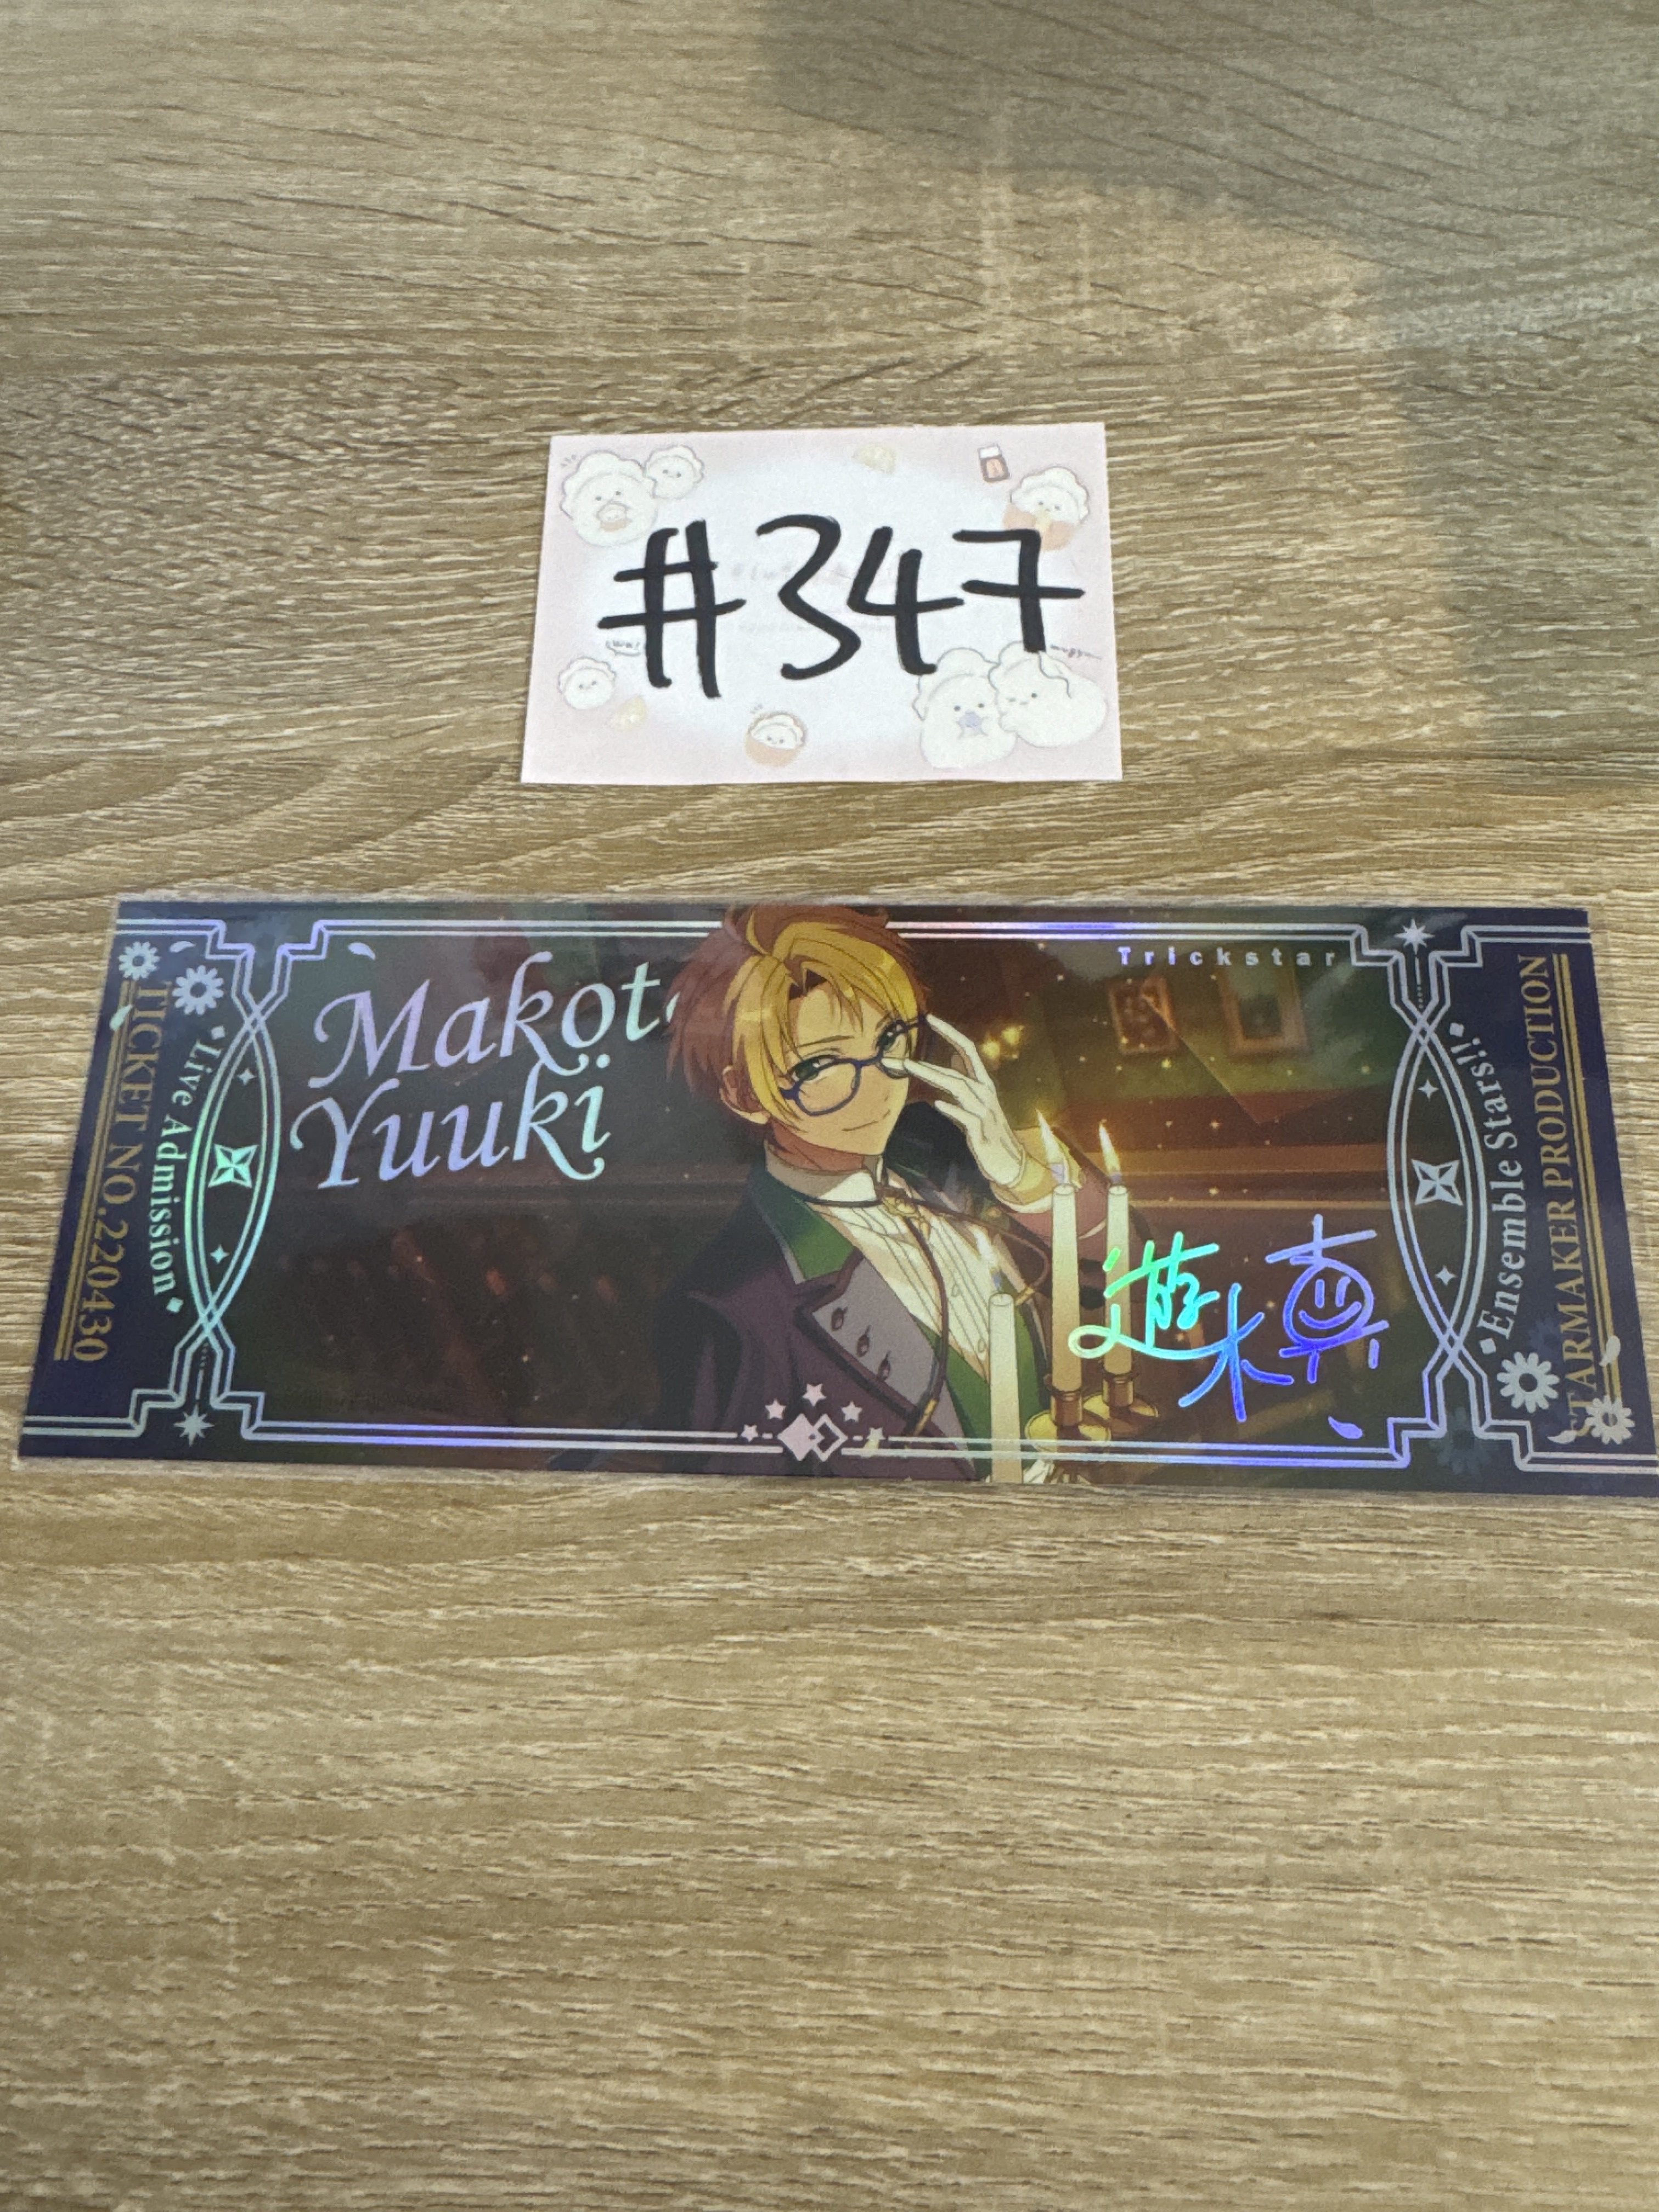 #347
TICKET NO.220430
Live Admission
Makoto
Yuuki
Trickstar
遊木真
Ensemble Stars!!
STARMAKER PRODUCTION